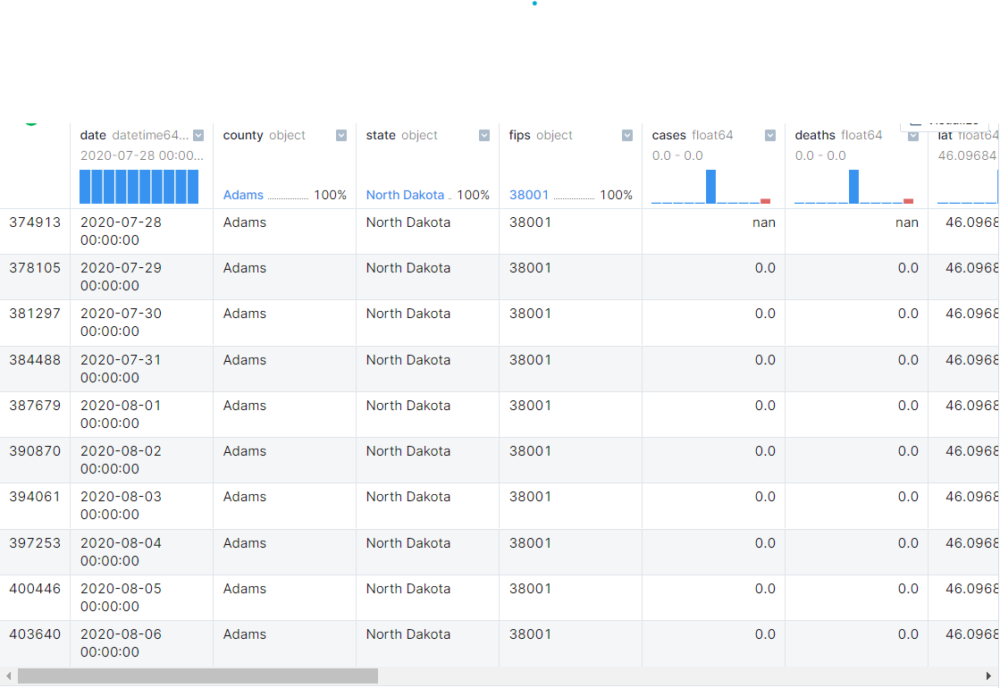 date datetime64... county object state object fips object cases float64 deaths float64 lat float64
2020-07-28 00:00... 0.0 - 0.0 0.0 - 0.0 46.09684
Adams 100% North Dakota 100% 38001 100%
374913 2020-07-28 Adams North Dakota 38001 nan nan 46.0968
00:00:00
378105 2020-07-29 Adams North Dakota 38001 0.0 0.0 46.0968
00:00:00
381297 2020-07-30 Adams North Dakota 38001 0.0 0.0 46.0968
00:00:00
384488 2020-07-31 Adams North Dakota 38001 0.0 0.0 46.0968
00:00:00
387679 2020-08-01 Adams North Dakota 38001 0.0 0.0 46.0968
00:00:00
390870 2020-08-02 Adams North Dakota 38001 0.0 0.0 46.0968
00:00:00
394061 2020-08-03 Adams North Dakota 38001 0.0 0.0 46.0968
00:00:00
397253 2020-08-04 Adams North Dakota 38001 0.0 0.0 46.0968
00:00:00
400446 2020-08-05 Adams North Dakota 38001 0.0 0.0 46.0968
00:00:00
403640 2020-08-06 Adams North Dakota 38001 0.0 0.0 46.0968
00:00:00